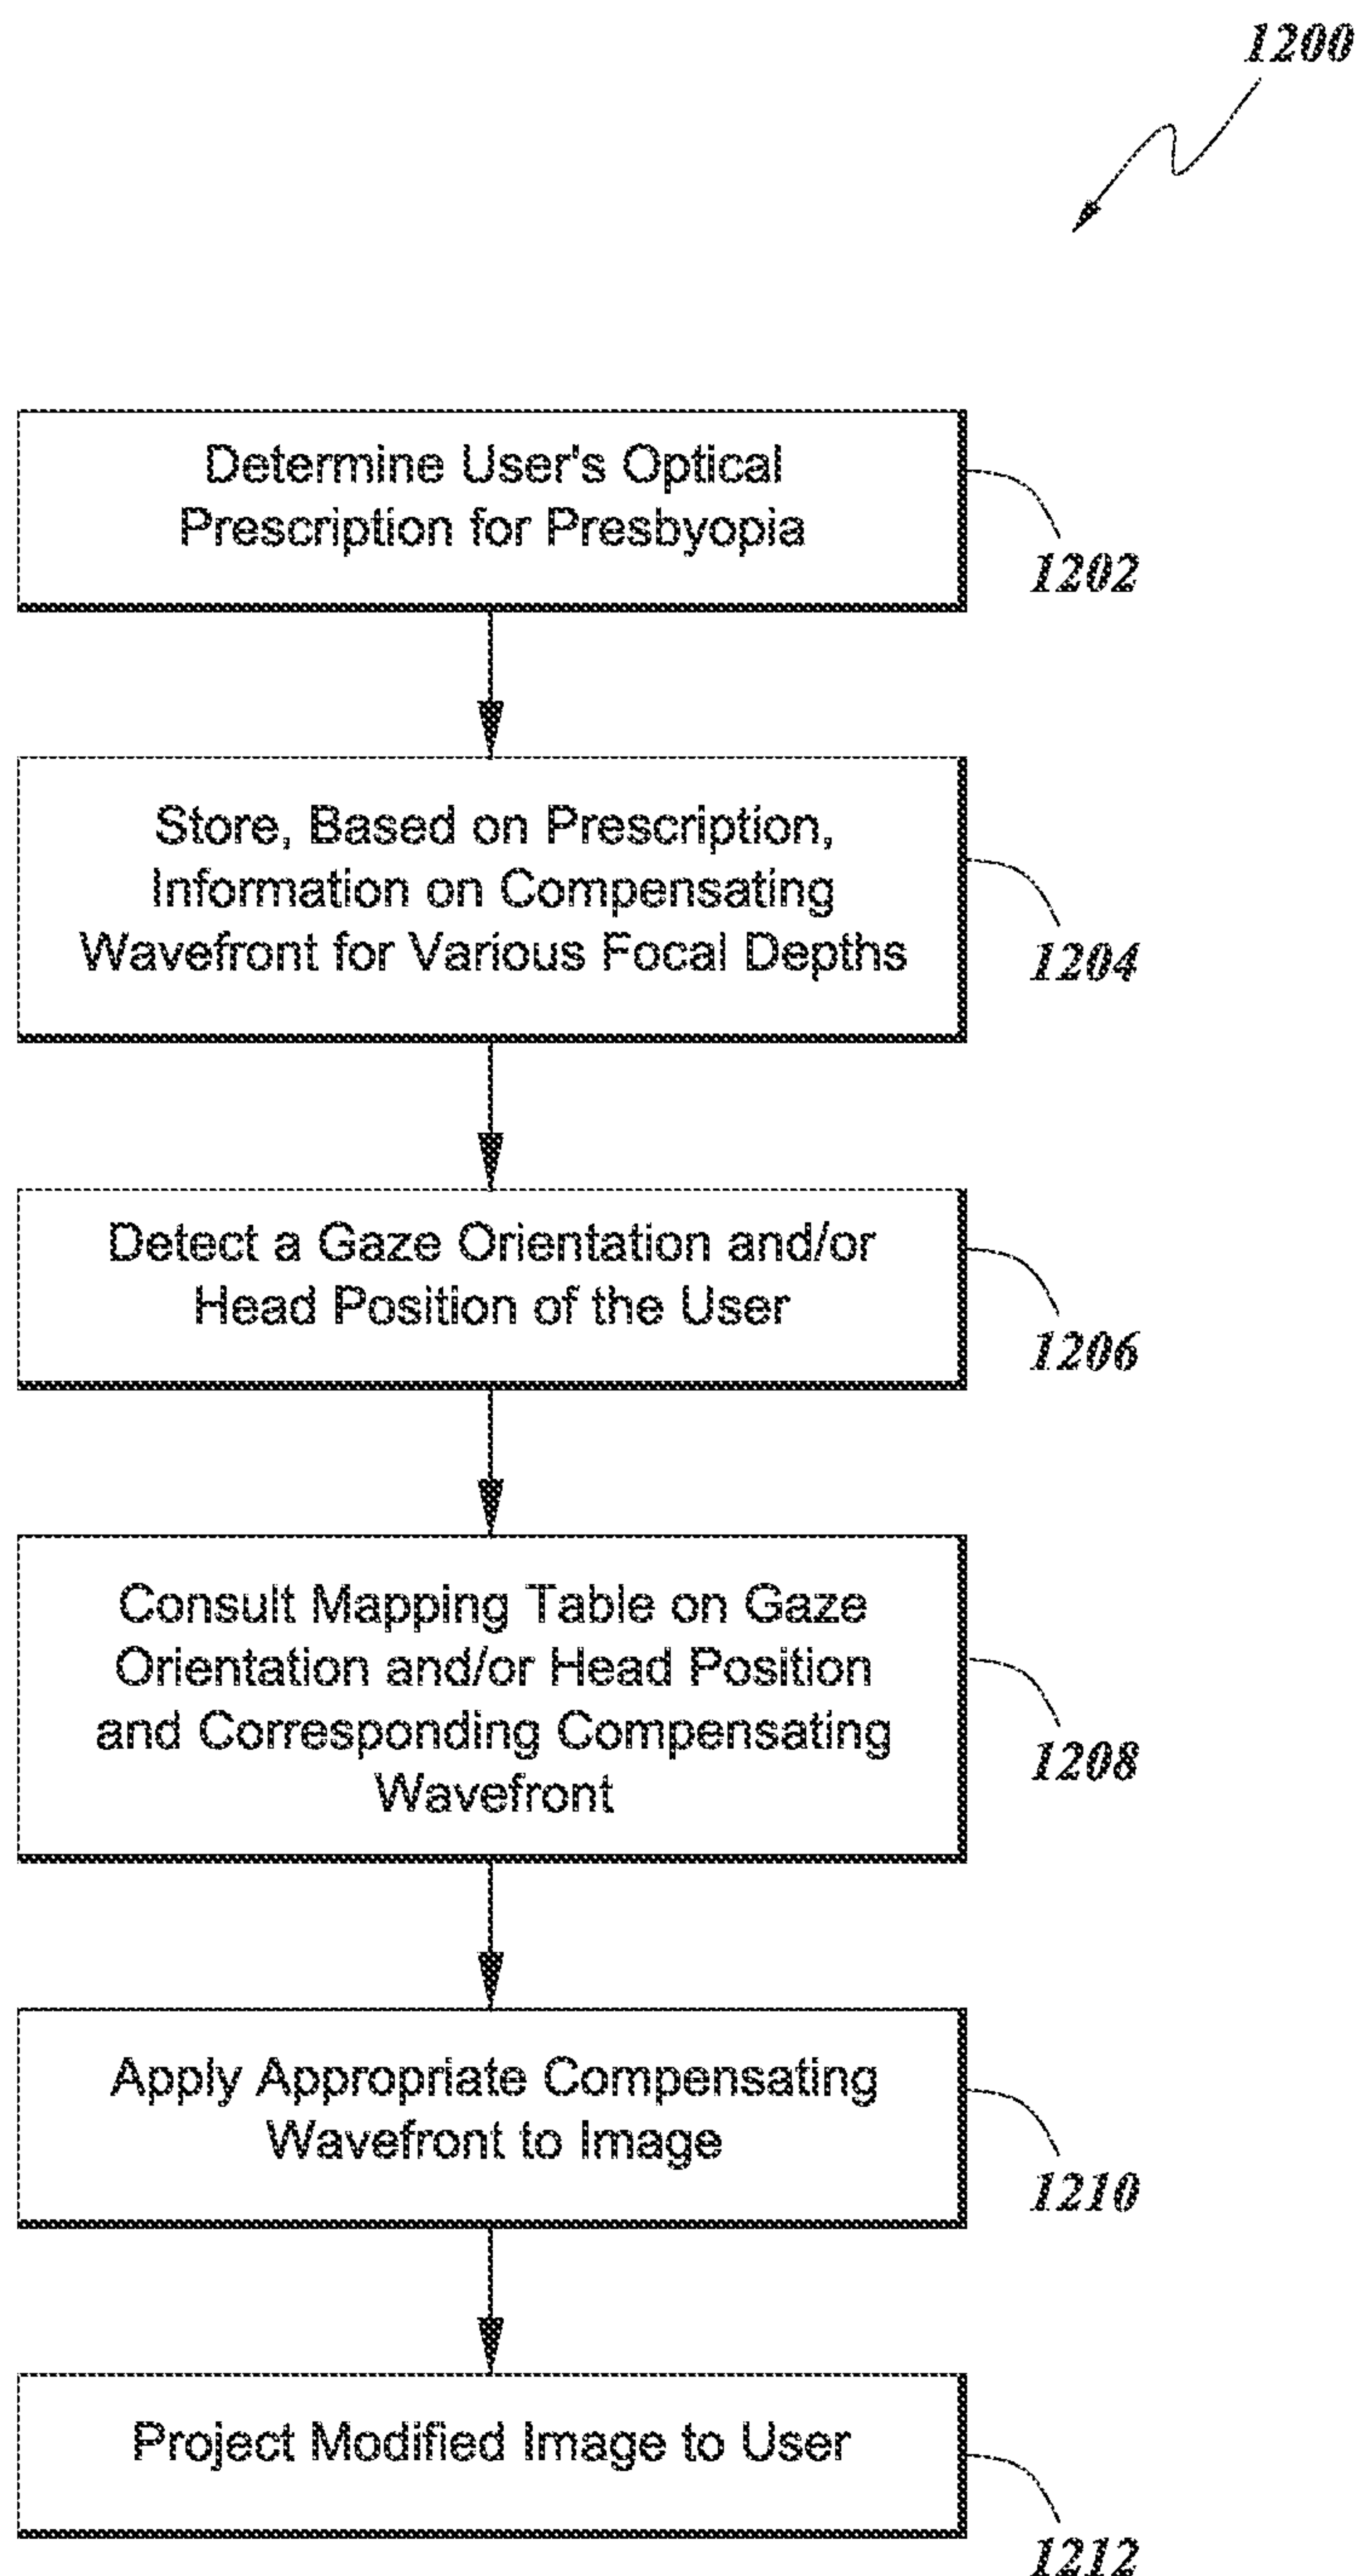 1200
Determine User's Optical
Prescription for Presbyopia
1202
Store, Based on Prescription,
Information on Compensating
Wavefront for Various Focal Depths
1204
Detect a Gaze Orientation and/or
Head Position of the User
1206
Consult Mapping Table on Gaze
Orientation and/or Head Position
and Corresponding Compensating
Wavefront
1208
Apply Appropriate Compensating
Wavefront to Image
1210
Project Modified Image to User
1212